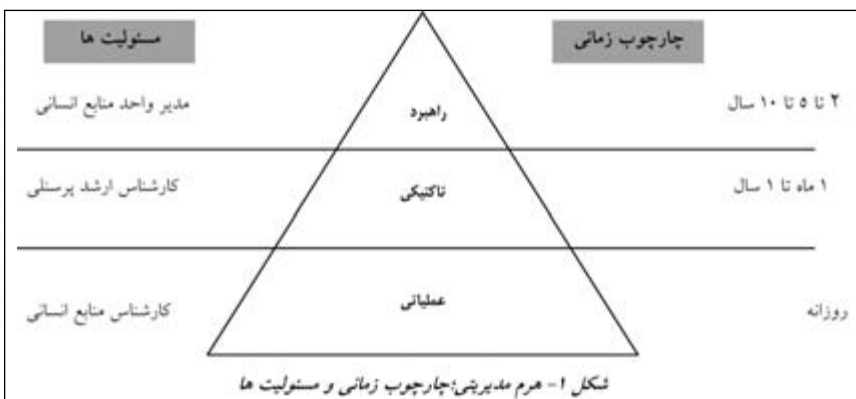 چارچوب زمانی
مسئولیت ها
۲ تا ۵ تا ۱۰ سال
راهبرد
مدیر واحد منابع انسانی
۱ ماه تا ۱ سال
تاکتیکی
کارشناس ارشد پرسنلی
روزانه
عملیاتی
کارشناس منابع انسانی
شکل ۱- هرم مدیریتی؛چارچوب زمانی و مسئولیت ها